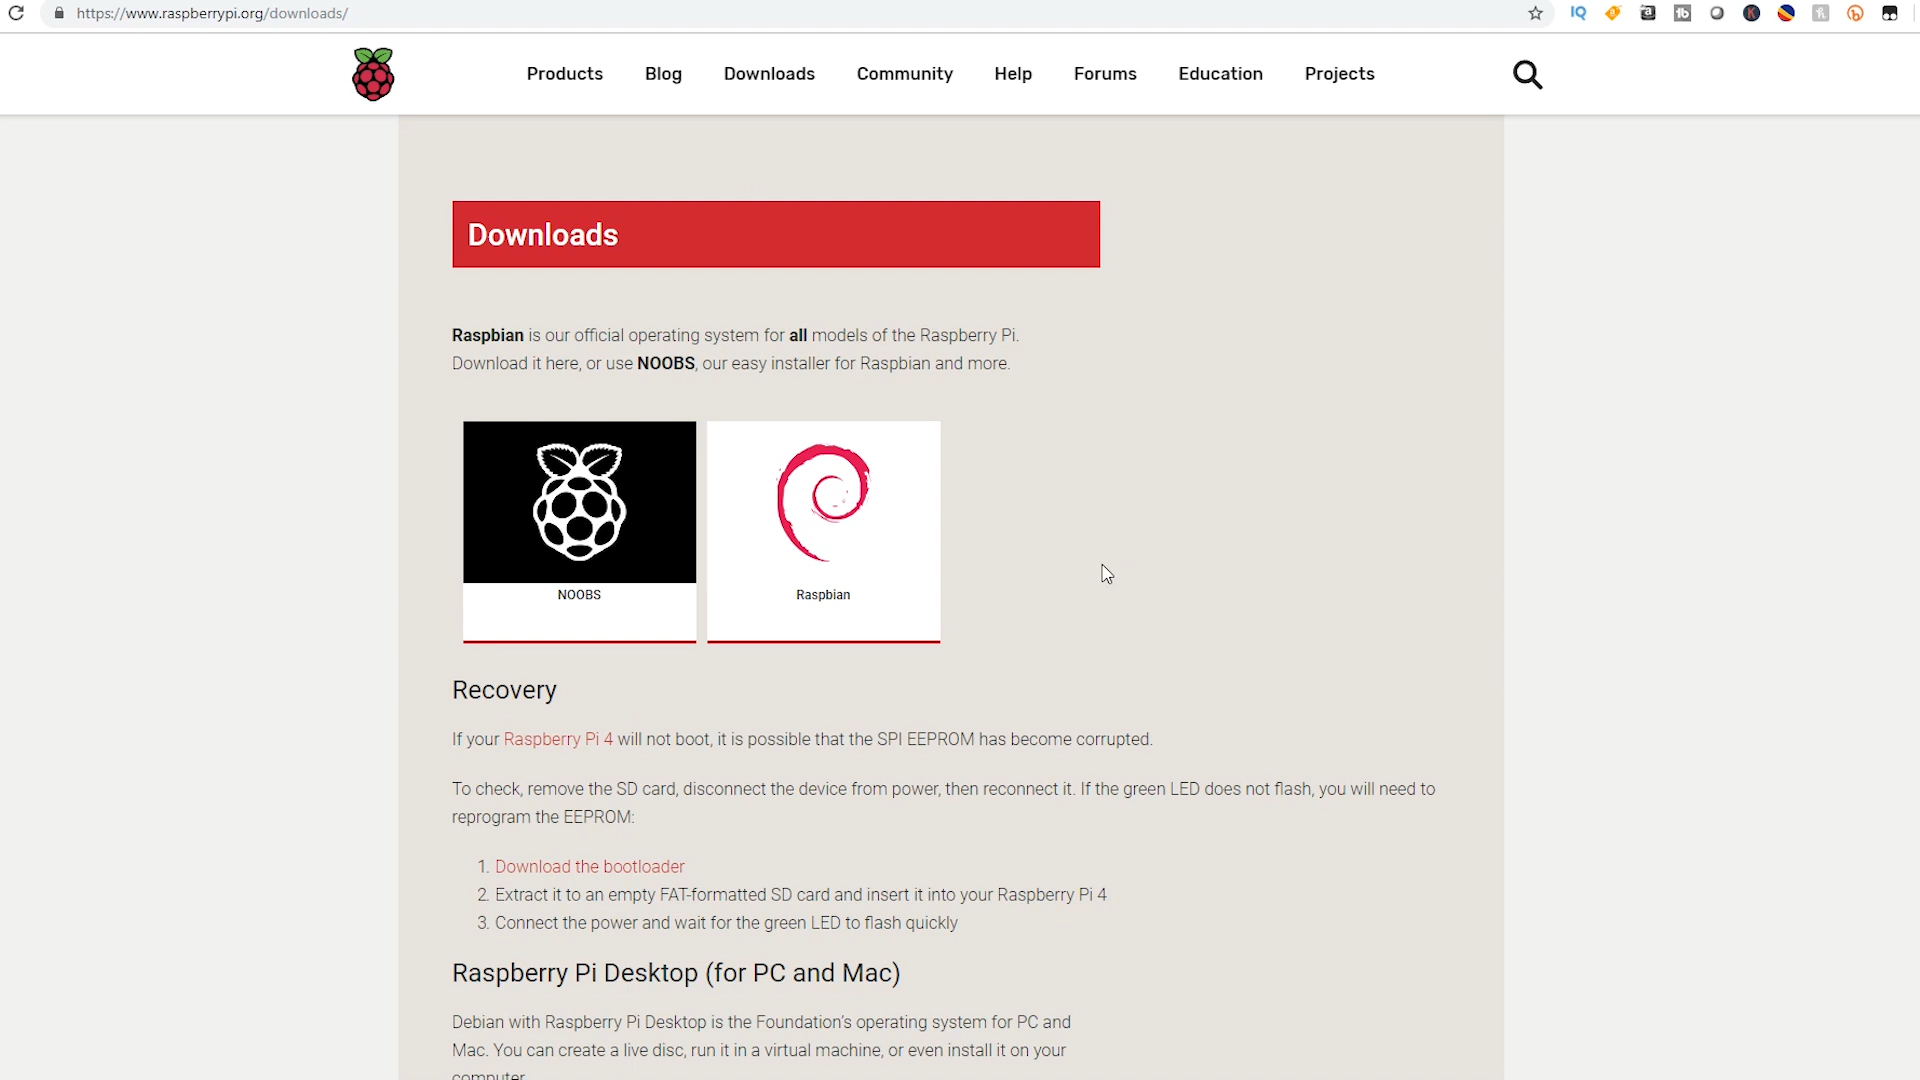 https://www.raspberrypi.org/downloads/
Products Blog Downloads Community Help Forums Education Projects
Downloads
Raspbian is our official operating system for all models of the Raspberry Pi.
Download it here, or use NOOBS, our easy installer for Raspbian and more.
NOOBS
Raspbian
Recovery
If your Raspberry Pi 4 will not boot, it is possible that the SPI EEPROM has become corrupted.
To check, remove the SD card, disconnect the device from power, then reconnect it. If the green LED does not flash, you will need to
reprogram the EEPROM:
1. Download the bootloader
2. Extract it to an empty FAT-formatted SD card and insert it into your Raspberry Pi 4
3. Connect the power and wait for the green LED to flash quickly
Raspberry Pi Desktop (for PC and Mac)
Debian with Raspberry Pi Desktop is the Foundation's operating system for PC and
Mac. You can create a live disc, run it in a virtual machine, or even install it on your
computer.